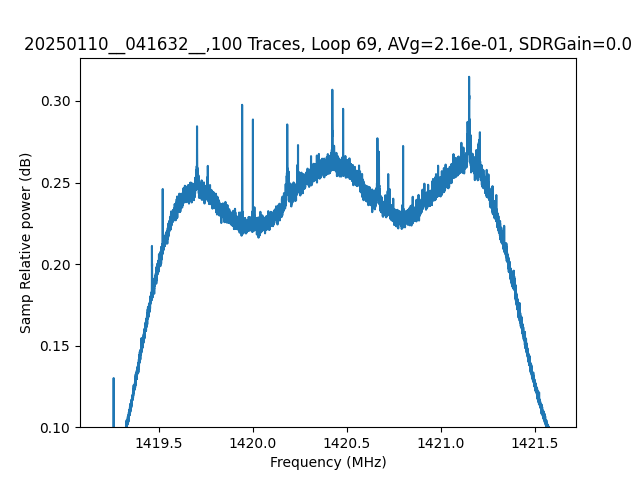 20250110__041632__,100 Traces, Loop 69, AVg=2.16e-01, SDRGain=0.0
Samp Relative power (dB)
0.30
0.25
0.20
0.15
0.10
1419.5 1420.0 1420.5 1421.0 1421.5
Frequency (MHz)